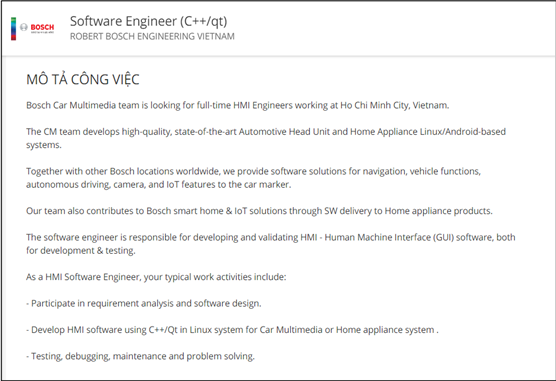 BOSCH
Software Engineer (C++/qt)
ROBERT BOSCH ENGINEERING VIETNAM
MÔ TẢ CÔNG VIỆC
Bosch Car Multimedia team is looking for full-time HMI Engineers working at Ho Chi Minh City, Vietnam.
The CM team develops high-quality, state-of-the-art Automotive Head Unit and Home Appliance Linux/Android-based
systems.
Together with other Bosch locations worldwide, we provide software solutions for navigation, vehicle functions,
autonomous driving, camera, and IoT features to the car marker.
Our team also contributes to Bosch smart home & IoT solutions through SW delivery to Home appliance products.
The software engineer is responsible for developing and validating HMI - Human Machine Interface (GUI) software, both
for development & testing.
As a HMI Software Engineer, your typical work activities include:
- Participate in requirement analysis and software design.
- Develop HMI software using C++/Qt in Linux system for Car Multimedia or Home appliance system .
- Testing, debugging, maintenance and problem solving.